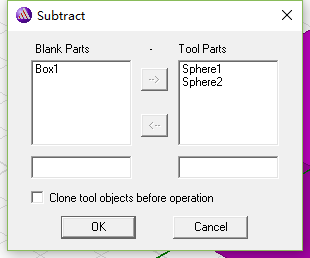 Subtract
Blank Parts - Tool Parts
Box1
Sphere1
Sphere2
-->
<--
Clone tool objects before operation
OK Cancel